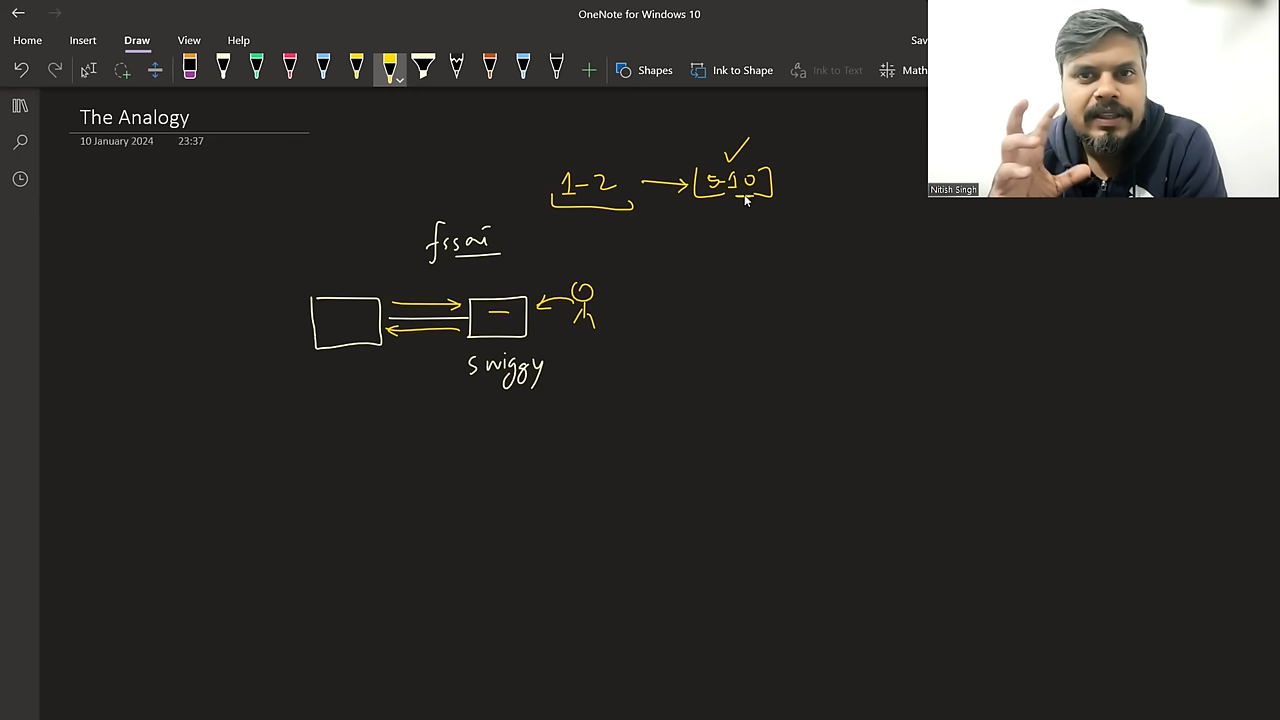 OneNote for Windows 10
Home Insert Draw View Help Sav
Shapes Ink to Shape Ink to Text Math
The Analogy
10 January 2024 23:37
1-2 → [5-10]
fssai
swiggy
Nitish Singh